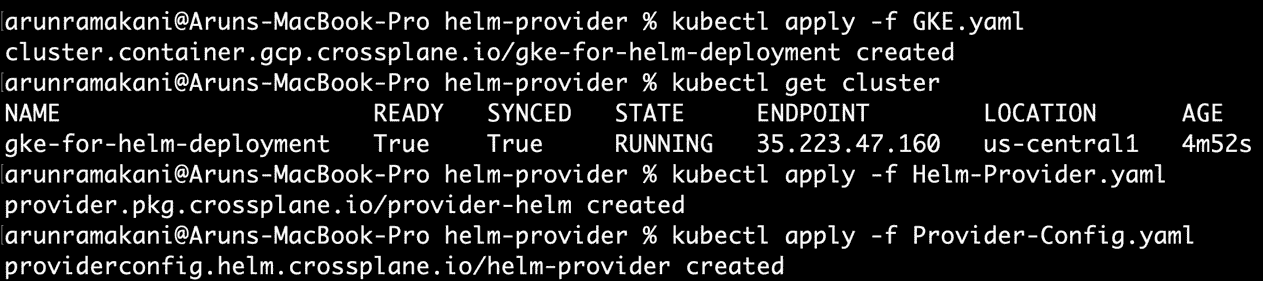 arunramakani@Aruns-MacBook-Pro helm-provider % kubectl apply -f GKE.yaml
cluster.container.gcp.crossplane.io/gke-for-helm-deployment created
arunramakani@Aruns-MacBook-Pro helm-provider % kubectl get cluster
NAME READY SYNCED STATE ENDPOINT LOCATION AGE
gke-for-helm-deployment True True RUNNING 35.223.47.160 us-central1 4m52s
arunramakani@Aruns-MacBook-Pro helm-provider % kubectl apply -f Helm-Provider.yaml
provider.pkg.crossplane.io/provider-helm created
arunramakani@Aruns-MacBook-Pro helm-provider % kubectl apply -f Provider-Config.yaml
providerconfig.helm.crossplane.io/helm-provider created